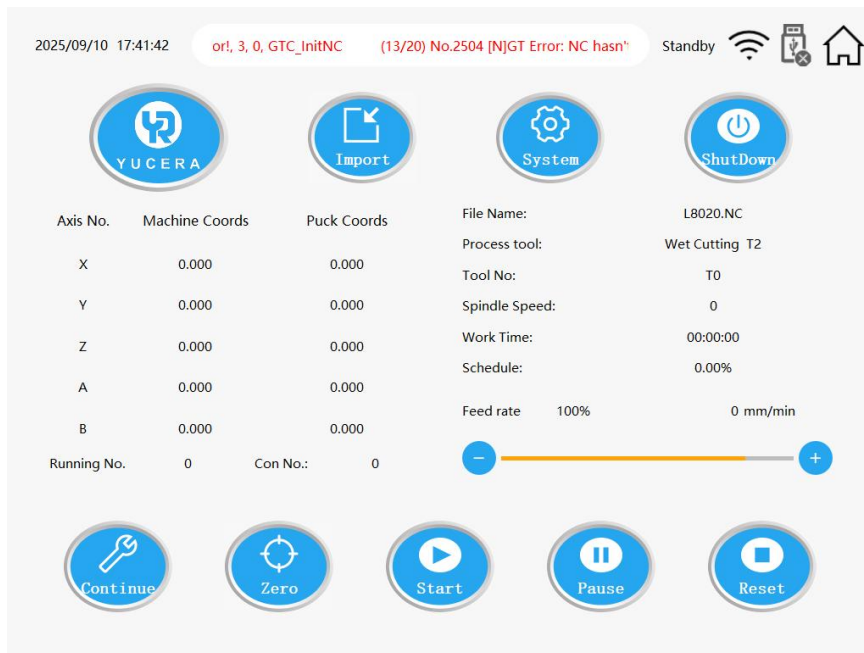 2025/09/10 17:41:42 or!, 3, 0, GTC_InitNC (13/20) No.2504 [N]GT Error: NC hasn't Standby
YUCERA
Import
System
ShutDown
Axis No. Machine Coords Puck Coords
X 0.000 0.000
Y 0.000 0.000
Z 0.000 0.000
A 0.000 0.000
B 0.000 0.000
Running No. 0 Con No.: 0
File Name: L8020.NC
Process tool: Wet Cutting T2
Tool No: T0
Spindle Speed: 0
Work Time: 00:00:00
Schedule: 0.00%
Feed rate 100% 0 mm/min
Continue
Zero
Start
Pause
Reset